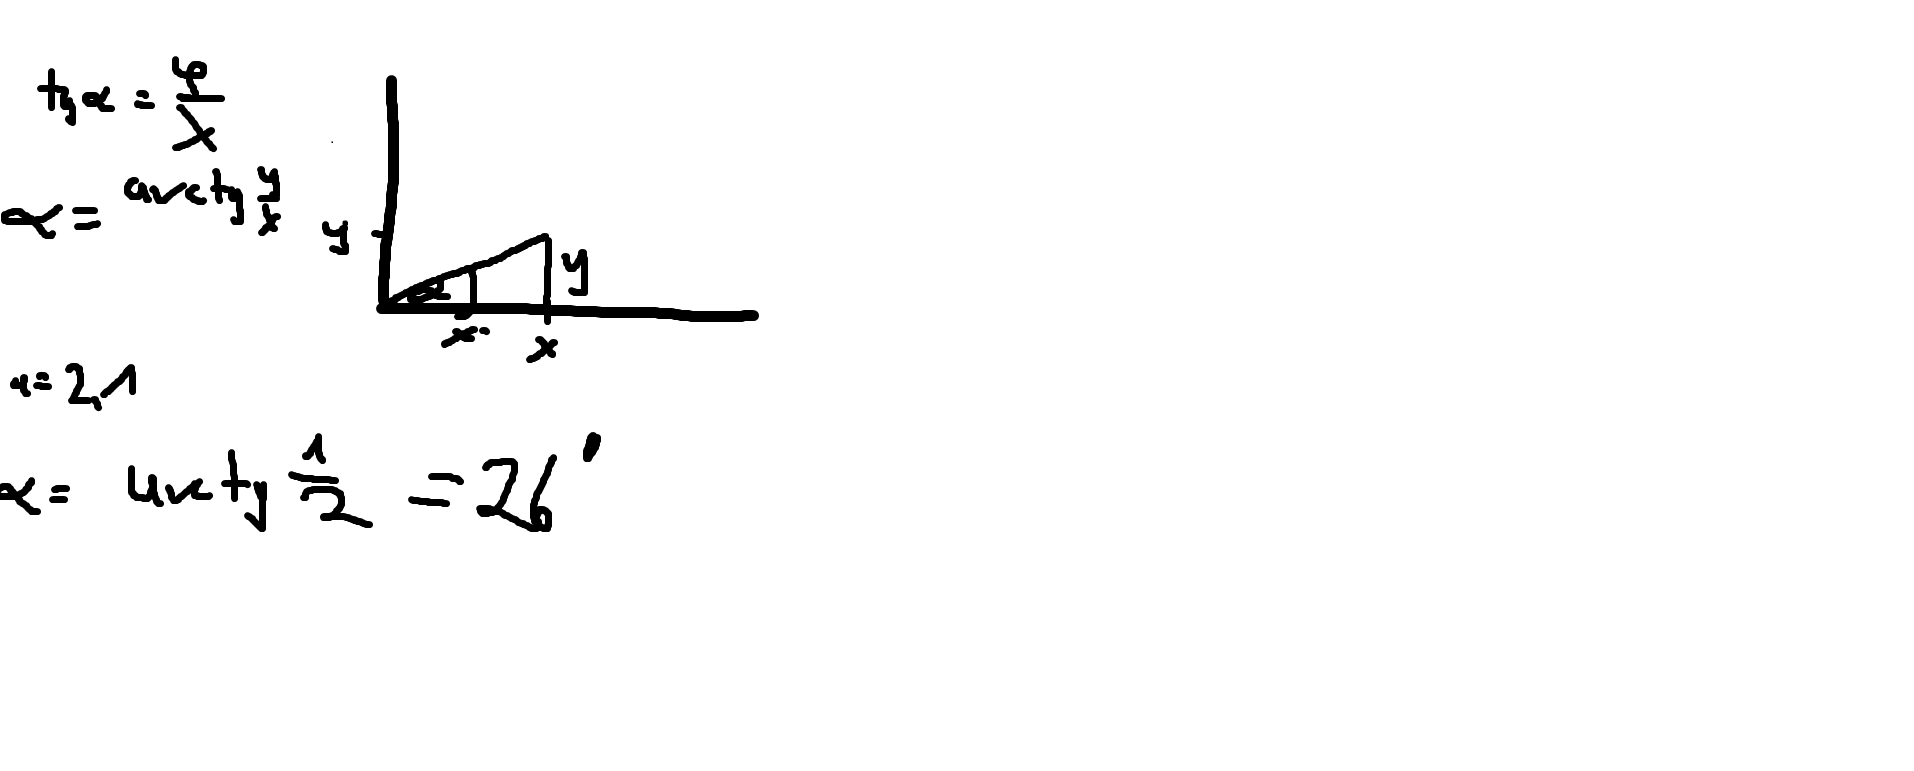 tg α = φ/x
α = arctg y/x
y
y
x
x
= 2,1
α = arctg 1/2 = 26°